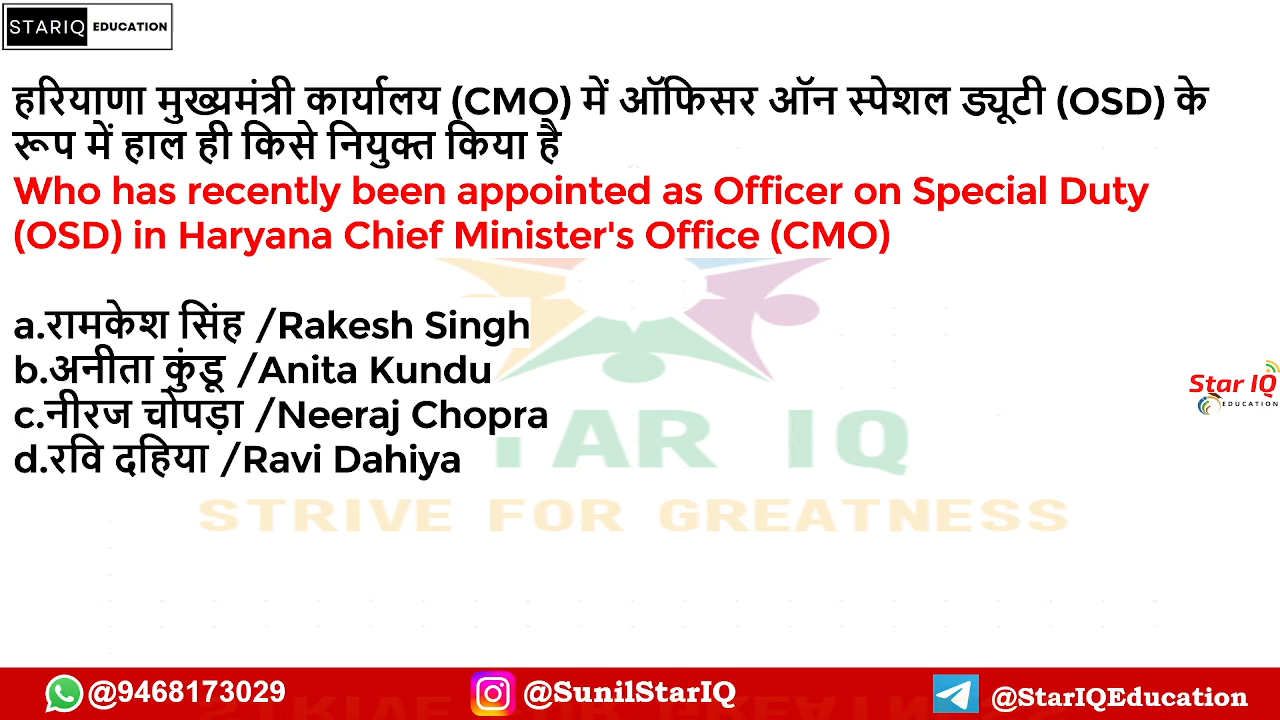 STARIQ EDUCATION
हरियाणा मुख्यमंत्री कार्यालय (CMO) में ऑफिसर ऑन स्पेशल ड्यूटी (OSD) के
रूप में हाल ही किसे नियुक्त किया है
Who has recently been appointed as Officer on Special Duty
(OSD) in Haryana Chief Minister's Office (CMO)
a.रामकेश सिंह /Rakesh Singh
b.अनीता कुंडू /Anita Kundu
c.नीरज चोपड़ा /Neeraj Chopra
d.रवि दहिया /Ravi Dahiya
Star IQ
EDUCATION
TAR IQ
STRIVE FOR GREATNESS
@9468173029 @SunilStarIQ @StarIQEducation